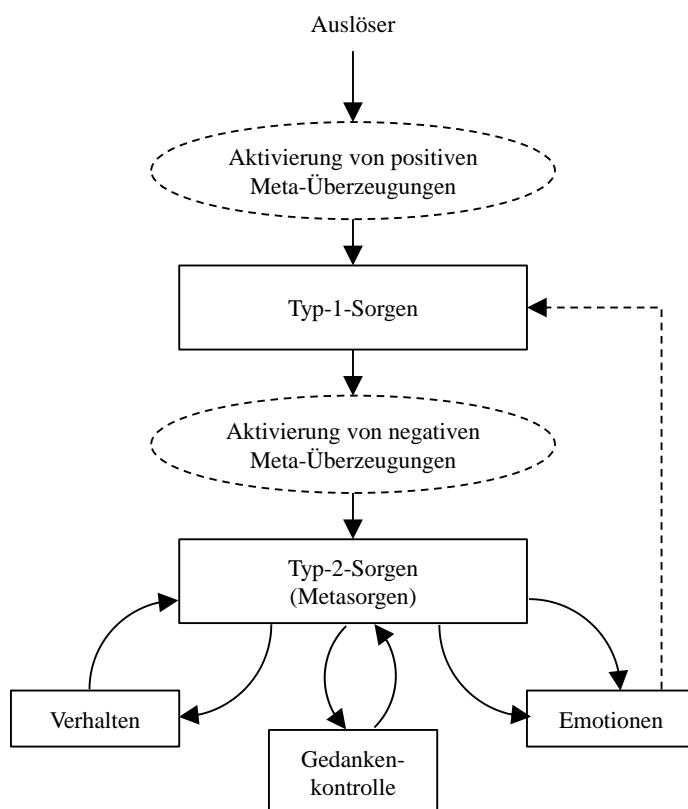 Auslöser
Aktivierung von positiven
Meta-Überzeugungen
Typ-1-Sorgen
Aktivierung von negativen
Meta-Überzeugungen
Typ-2-Sorgen
(Metasorgen)
Verhalten
Gedanken-
kontrolle
Emotionen